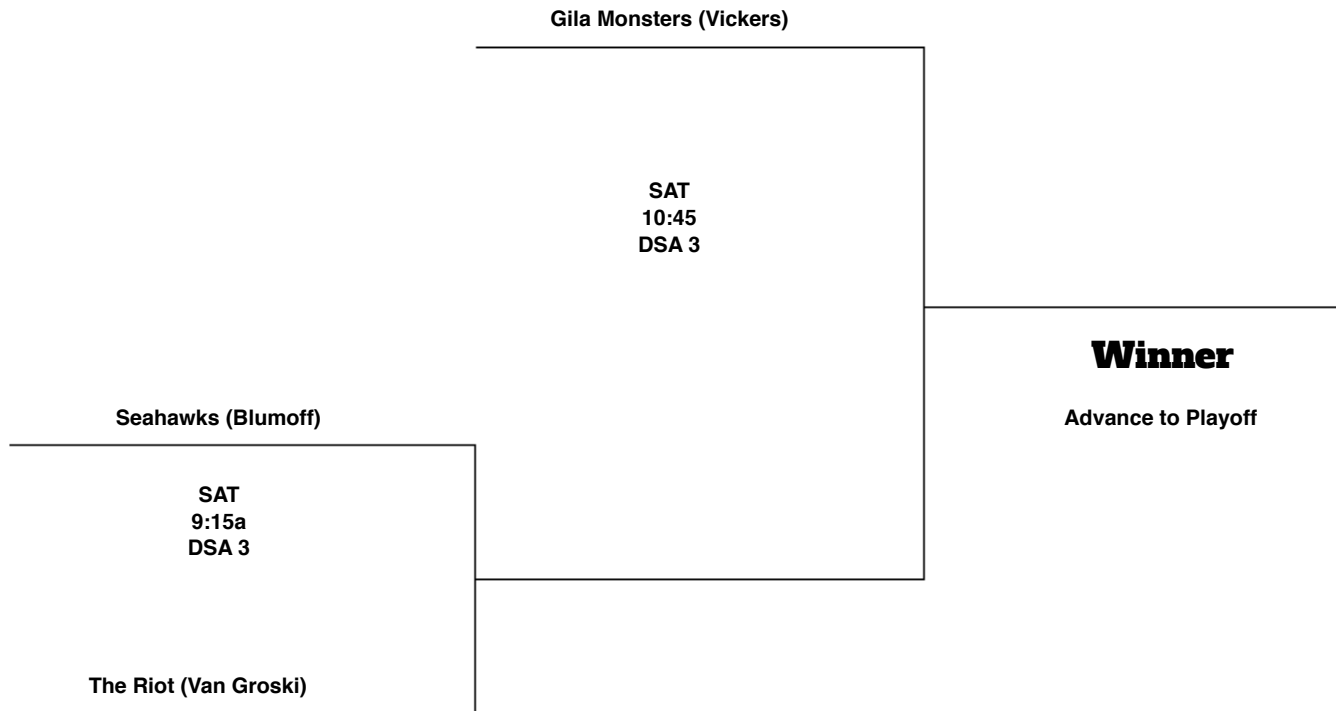 Gila Monsters (Vickers)
SAT
10:45
DSA 3
Winner
Advance to Playoff
Seahawks (Blumoff)
SAT
9:15a
DSA 3
The Riot (Van Groski)